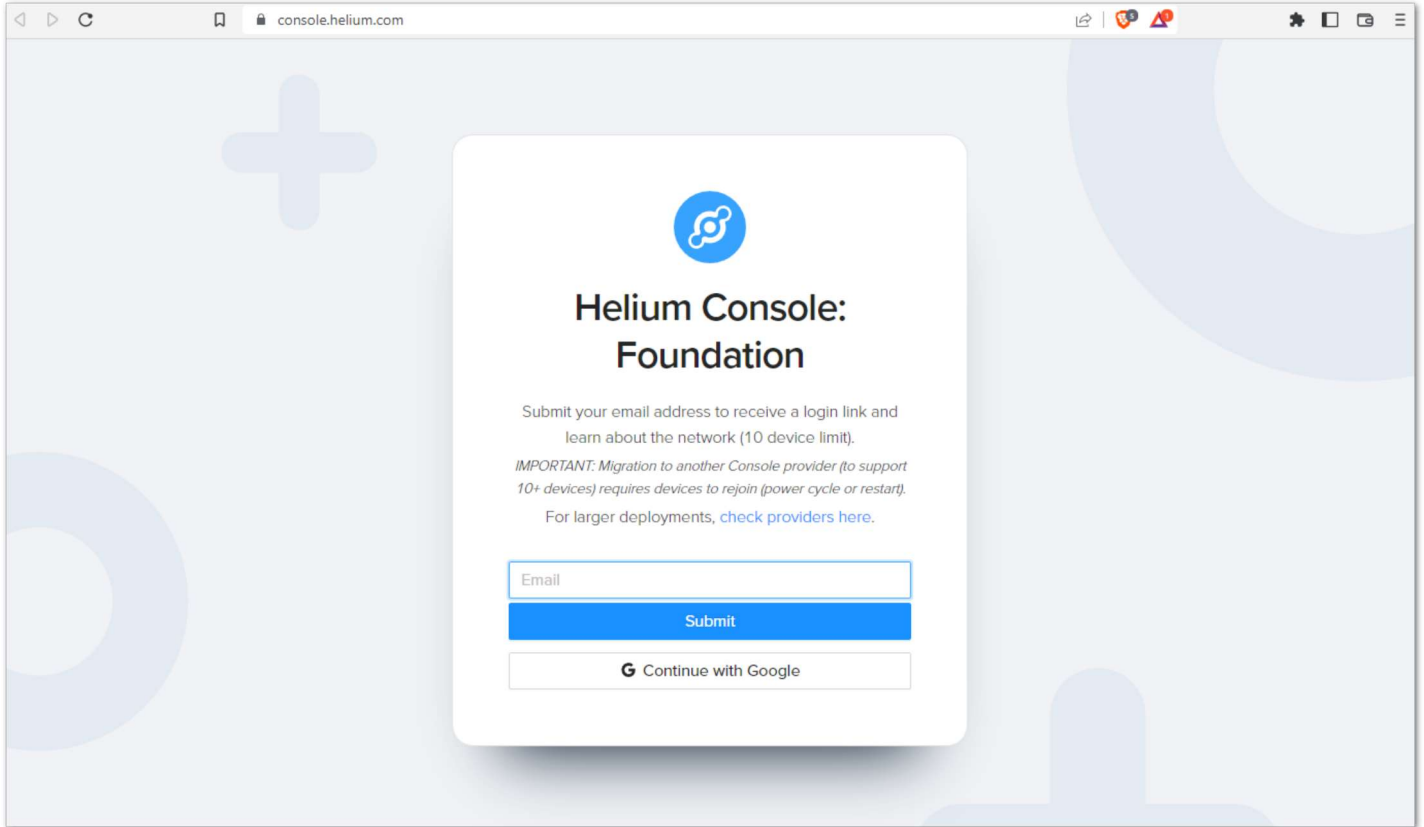 console.helium.com
Helium Console:
Foundation
Submit your email address to receive a login link and
learn about the network (10 device limit).
IMPORTANT: Migration to another Console provider (to support
10+ devices) requires devices to rejoin (power cycle or restart).
For larger deployments, check providers here.
Email
Submit
G Continue with Google